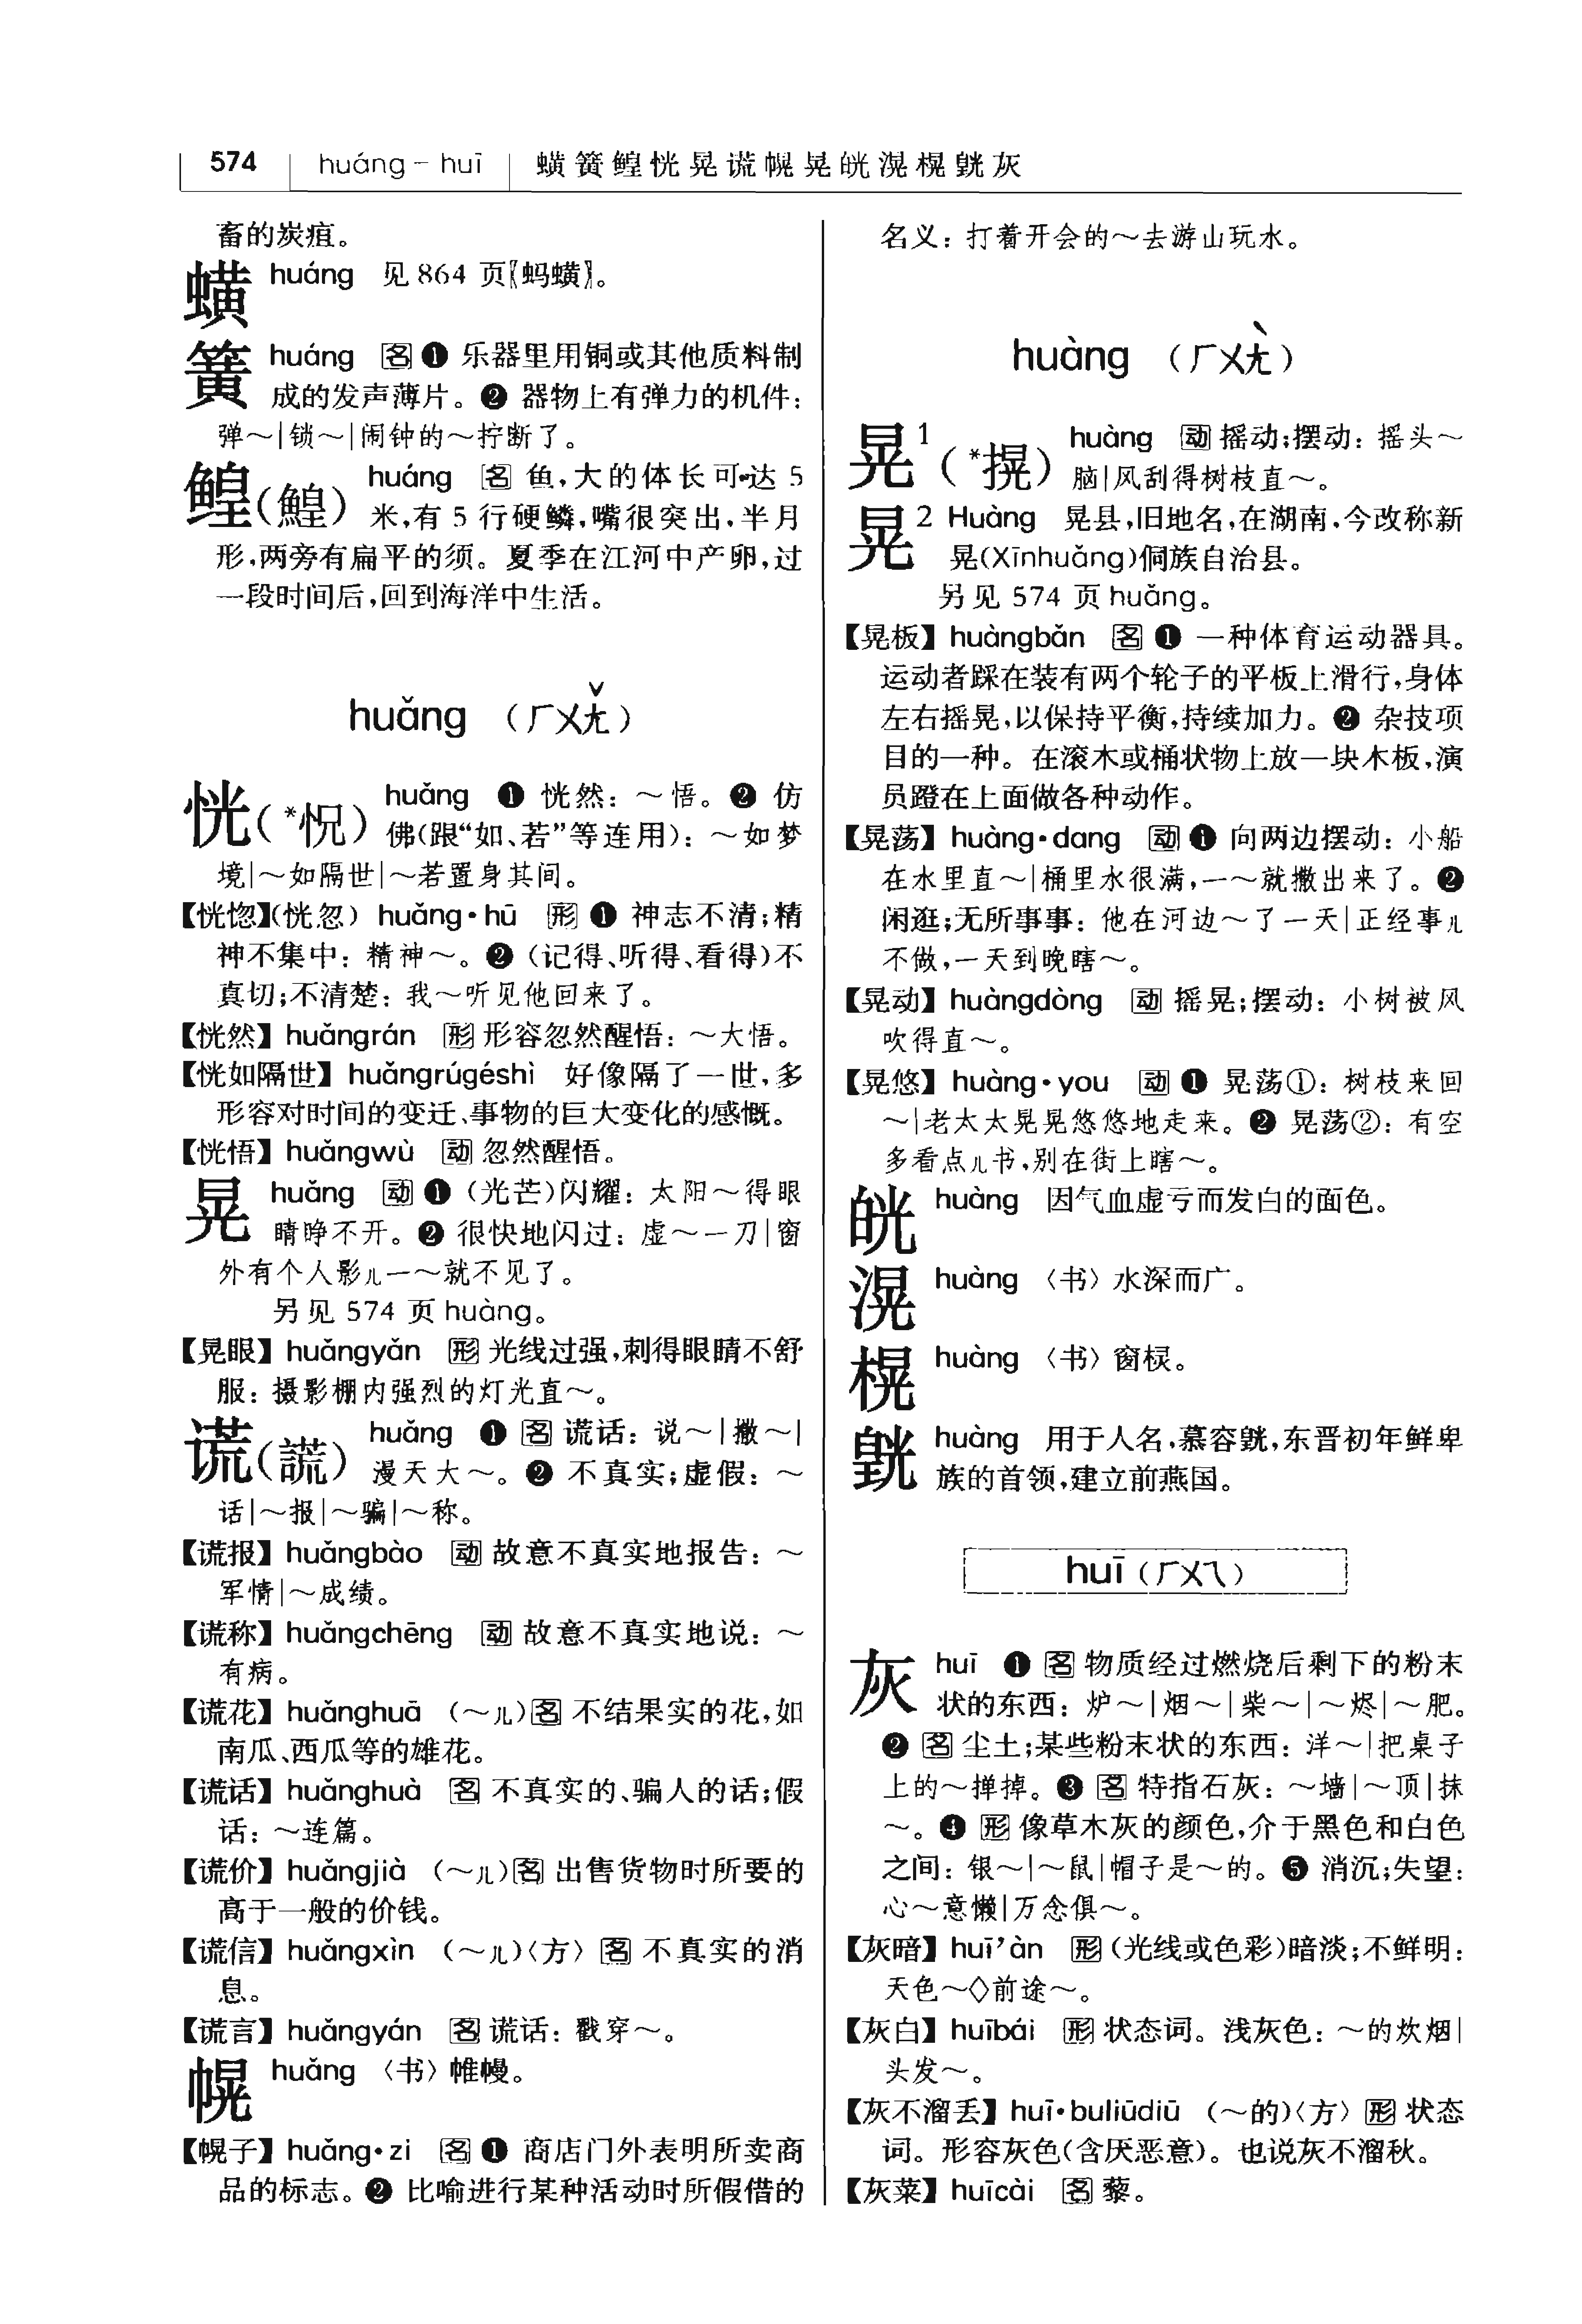 574 huáng – huī 蟥簧鳇恍晃谎幌晃㿠滉榥皝灰
畜的炭疽。
蟥 huáng 见 864 页〖蚂蟥〗。
簧 huáng 名 ❶ 乐器里用铜或其他质料制
成的发声薄片。❷ 器物上有弹力的机件：
弹～|锁～|闹钟的～拧断了。
鳇(鰉) huáng 名 鱼，大的体长可达 5
米，有 5 行硬鳞，嘴很突出，半月
形，两旁有扁平的须。夏季在江河中产卵，过
一段时间后，回到海洋中生活。
huǎng （ㄏㄨㄤˇ）
恍(*怳) huǎng ❶ 恍然：～悟。❷ 仿
佛(跟“如、若”等连用)：～如梦
境|～如隔世|～若置身其间。
【恍惚】(恍忽) huǎng•hū 形 ❶ 神志不清；精
神不集中：精神～。❷（记得、听得、看得)不
真切；不清楚：我～听见他回来了。
【恍然】huǎngrán 形 形容忽然醒悟：～大悟。
【恍如隔世】huǎngrúgéshì 好像隔了一世，多
形容对时间的变迁、事物的巨大变化的感慨。
【恍悟】huǎngwù 动 忽然醒悟。
晃 huǎng 动 ❶（光芒)闪耀：太阳～得眼
睛睁不开。❷ 很快地闪过：虚～一刀|窗
外有个人影儿一～就不见了。
另见 574 页 huàng。
【晃眼】huǎngyǎn 形 光线过强，刺得眼睛不舒
服：摄影棚内强烈的灯光直～。
谎(謊) huǎng ❶ 名 谎话：说～|撒～|
漫天大～。❷ 不真实；虚假：～
话|～报|～骗|～称。
【谎报】huǎngbào 动 故意不真实地报告：～
军情|～成绩。
【谎称】huǎngchēng 动 故意不真实地说：～
有病。
【谎花】huǎnghuā （～儿)名 不结果实的花，如
南瓜、西瓜等的雄花。
【谎话】huǎnghuà 名 不真实的、骗人的话；假
话：～连篇。
【谎价】huǎngjià （～儿)名 出售货物时所要的
高于一般的价钱。
【谎信】huǎngxìn （～儿)〈方〉名 不真实的消
息。
【谎言】huǎngyán 名 谎话：戳穿～。
幌 huǎng 〈书〉帷幔。
【幌子】huǎng•zi 名 ❶ 商店门外表明所卖商
品的标志。❷ 比喻进行某种活动时所假借的
名义：打着开会的～去游山玩水。
huàng （ㄏㄨㄤˋ）
晃1(*搅) huàng 动 摇动；摆动：摇头～
脑|风刮得树枝直～。
晃2 Huàng 晃县，旧地名，在湖南，今改称新
晃(Xīnhuǎng)侗族自治县。
另见 574 页 huǎng。
【晃板】huàngbǎn 名 ❶ 一种体育运动器具。
运动者踩在装有两个轮子的平板上滑行，身体
左右摇晃，以保持平衡，持续加力。❷ 杂技项
目的一种。在滚木或桶状物上放一块木板，演
员蹬在上面做各种动作。
【晃荡】huàng•dang 动 ❶ 向两边摆动：小船
在水里直～|桶里水很满，一～就撒出来了。❷
闲逛；无所事事：他在河边～了一天|正经事儿
不做，一天到晚瞎～。
【晃动】huàngdòng 动 摇晃；摆动：小树被风
吹得直～。
【晃悠】huàng•you 动 ❶ 晃荡①：树枝来回
～|老太太晃晃悠悠地走来。❷ 晃荡②：有空
多看点儿书，别在街上瞎～。
㿠 huàng 因气血虚亏而发白的面色。
滉 huàng 〈书〉水深而广。
榥 huàng 〈书〉窗棂。
皝 huàng 用于人名，慕容皝，东晋初年鲜卑
族的首领，建立前燕国。
huī（ㄏㄨㄟ）
灰 huī ❶ 名 物质经过燃烧后剩下的粉末
状的东西：炉～|烟～|柴～|～烬|～肥。
❷ 名 尘土；某些粉末状的东西：洋～|把桌子
上的～掸掉。❸ 名 特指石灰：～墙|～顶|抹
～。❹ 形 像草木灰的颜色，介于黑色和白色
之间：银～|～鼠|帽子是～的。❺ 消沉；失望：
心～意懒|万念俱～。
【灰暗】huī’àn 形（光线或色彩)暗淡；不鲜明：
天色～◇前途～。
【灰白】huībái 形 状态词。浅灰色：～的炊烟|
头发～。
【灰不溜丢】huī•buliūdiū （～的)〈方〉形 状态
词。形容灰色(含厌恶意)。也说灰不溜秋。
【灰菜】huīcài 名 藜。